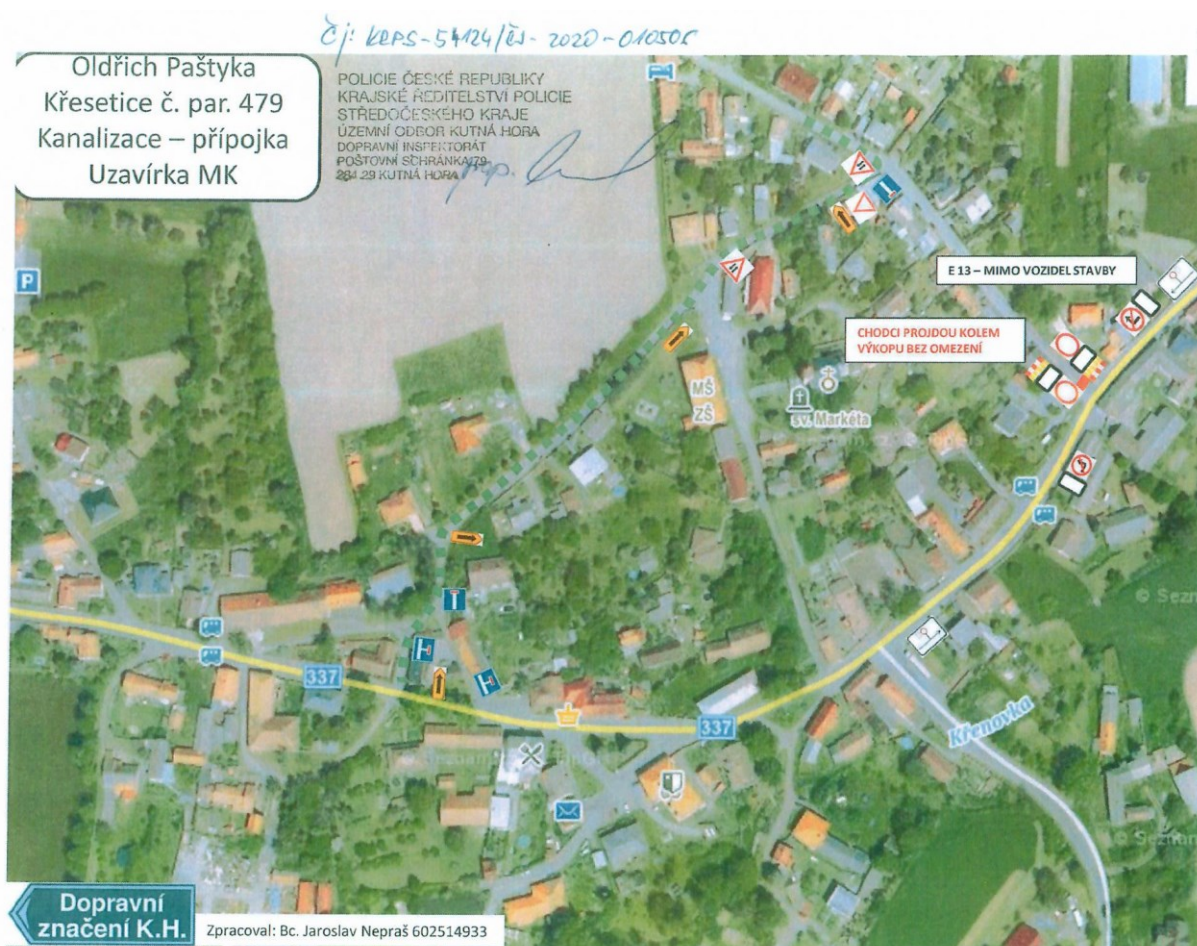 Čj: KRPS-54124/ČJ-2020-010505
Oldřich Paštyka
Křesetice č. par. 479
Kanalizace – přípojka
Uzavírka MK
POLICIE ČESKÉ REPUBLIKY
KRAJSKÉ ŘEDITELSTVÍ POLICIE
STŘEDOČESKÉHO KRAJE
ÚZEMNÍ ODBOR KUTNÁ HORA
DOPRAVNÍ INSPEKTORÁT
POŠTOVNÍ SCHRÁNKA 79
284 29 KUTNÁ HORA
P
E 13 – MIMO VOZIDEL STAVBY
CHODCI PROJDOU KOLEM
VÝKOPU BEZ OMEZENÍ
MŠ
ZŠ
sv. Markéta
337
337
Křenovka
Dopravní
značení K.H.
Zpracoval: Bc. Jaroslav Nepraš 602514933